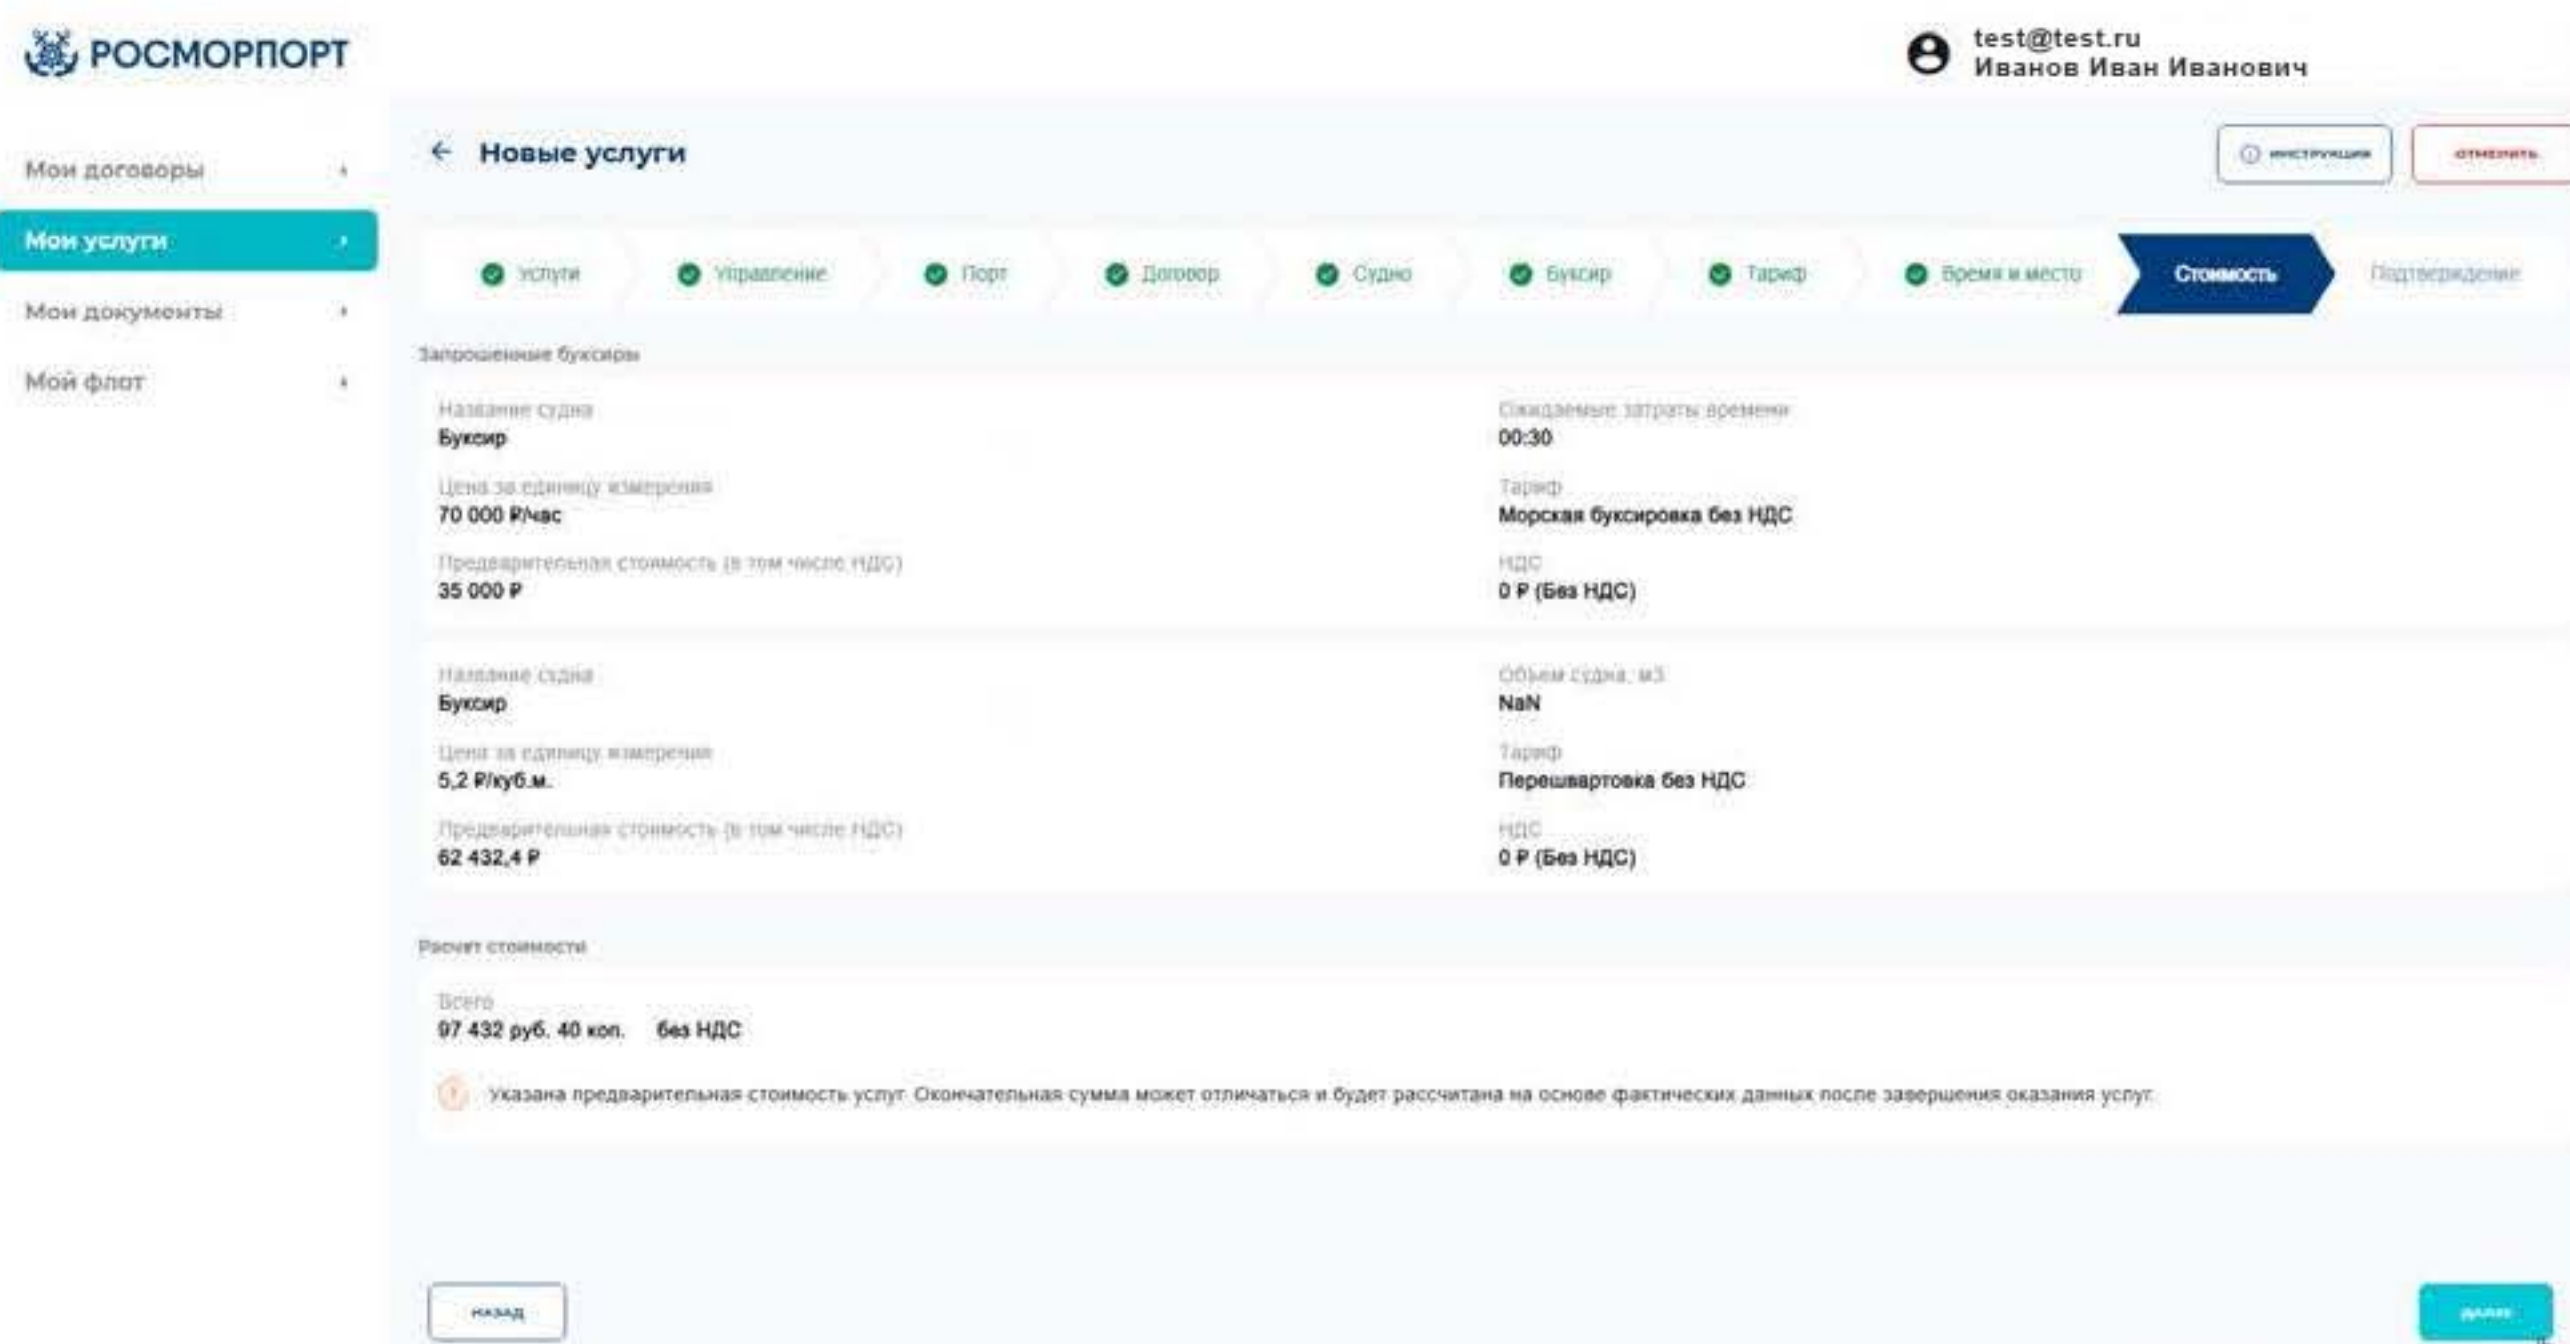 РОСМОРПОРТ
test@test.ru
Иванов Иван Иванович
Мои договоры
Мои услуги
Мои документы
Мой флот
← Новые услуги
ИНСТРУКЦИЯ
ОТМЕНИТЬ
Услуги
Управление
Порт
Договор
Судно
Буксир
Тариф
Время и место
Стоимость
Подтверждение
Запрошенные буксиры
Название судна
Буксир
Ожидаемые затраты времени
00:30
Цена за единицу измерения
70 000 ₽/час
Тариф
Морская буксировка без НДС
Предварительная стоимость (в том числе НДС)
35 000 ₽
НДС
0 ₽ (Без НДС)
Название судна
Буксир
Объем судна, м3
NaN
Цена за единицу измерения
5,2 ₽/куб.м.
Тариф
Перешвартовка без НДС
Предварительная стоимость (в том числе НДС)
62 432,4 ₽
НДС
0 ₽ (Без НДС)
Расчет стоимости
Всего
97 432 руб. 40 коп. без НДС
Указана предварительная стоимость услуг. Окончательная сумма может отличаться и будет рассчитана на основе фактических данных после завершения оказания услуг.
НАЗАД
ДАЛЕЕ